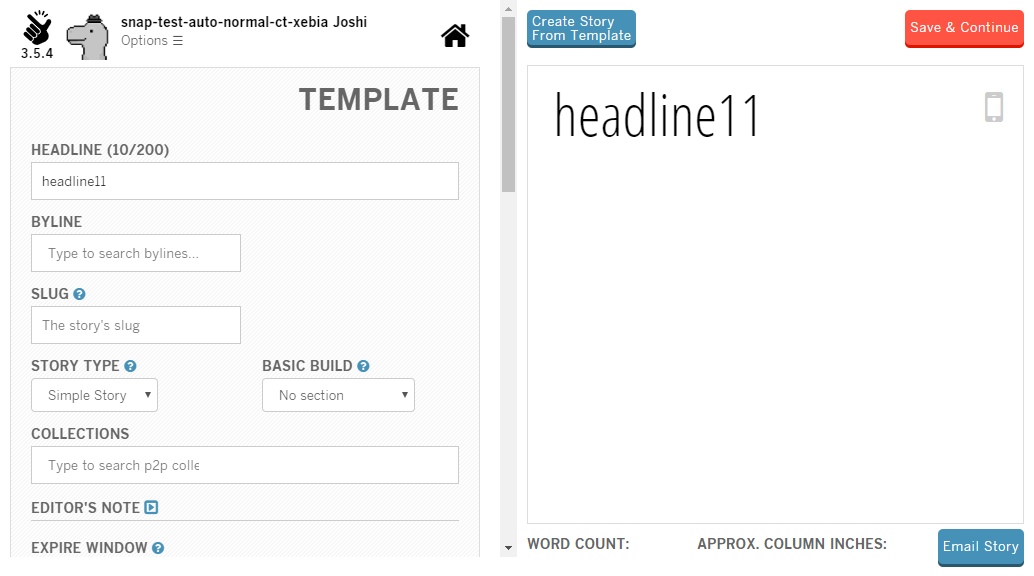 snap-test-auto-normal-ct-xebia Joshi
Options ☰
3.5.4
Create Story
From Template
Save & Continue
TEMPLATE
HEADLINE (10/200)
headline11
BYLINE
Type to search bylines...
SLUG
The story's slug
STORY TYPE
BASIC BUILD
Simple Story
No section
COLLECTIONS
Type to search p2p colle
EDITOR'S NOTE
EXPIRE WINDOW
headline11
WORD COUNT:
APPROX. COLUMN INCHES:
Email Story